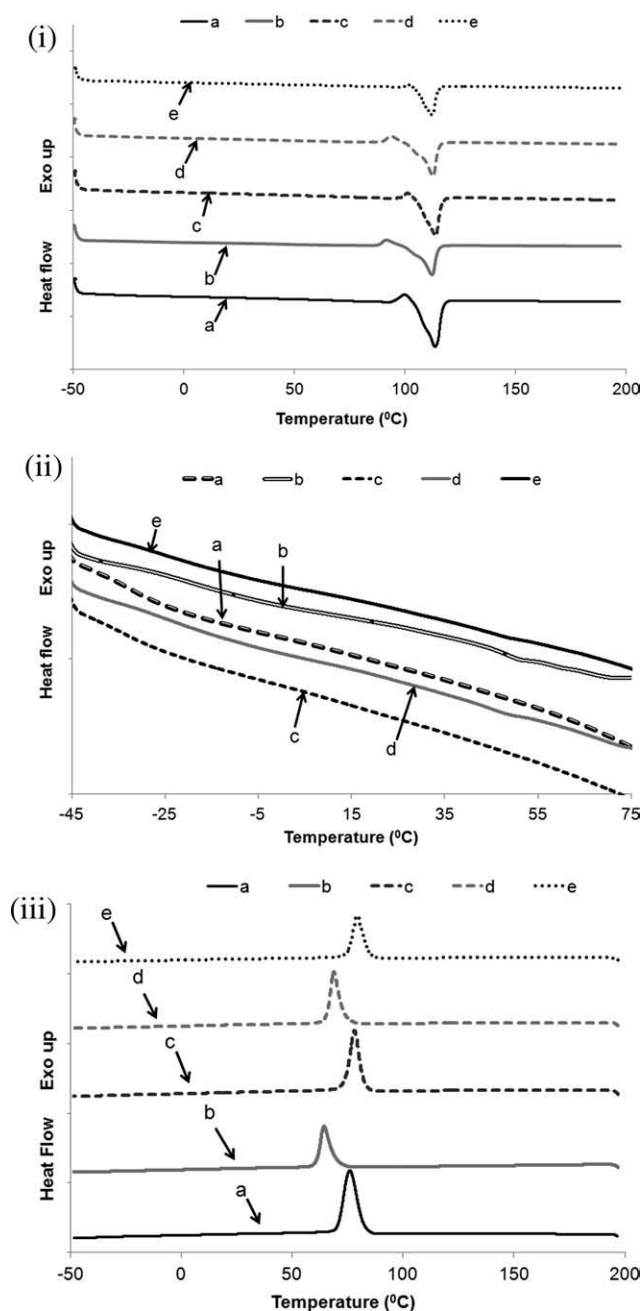 (i)
a b c d e
Heat flow Exo up
e
d
c
b
a
-50 0 50 100 150 200
Temperature (⁰C)
(ii)
a b c d e
Heat flow Exo up
e
a
b
c
d
-45 -25 -5 15 35 55 75
Temperature (⁰C)
(iii)
a b c d e
Heat Flow Exo up
e
d
c
b
a
-50 0 50 100 150 200
Temperature (⁰C)